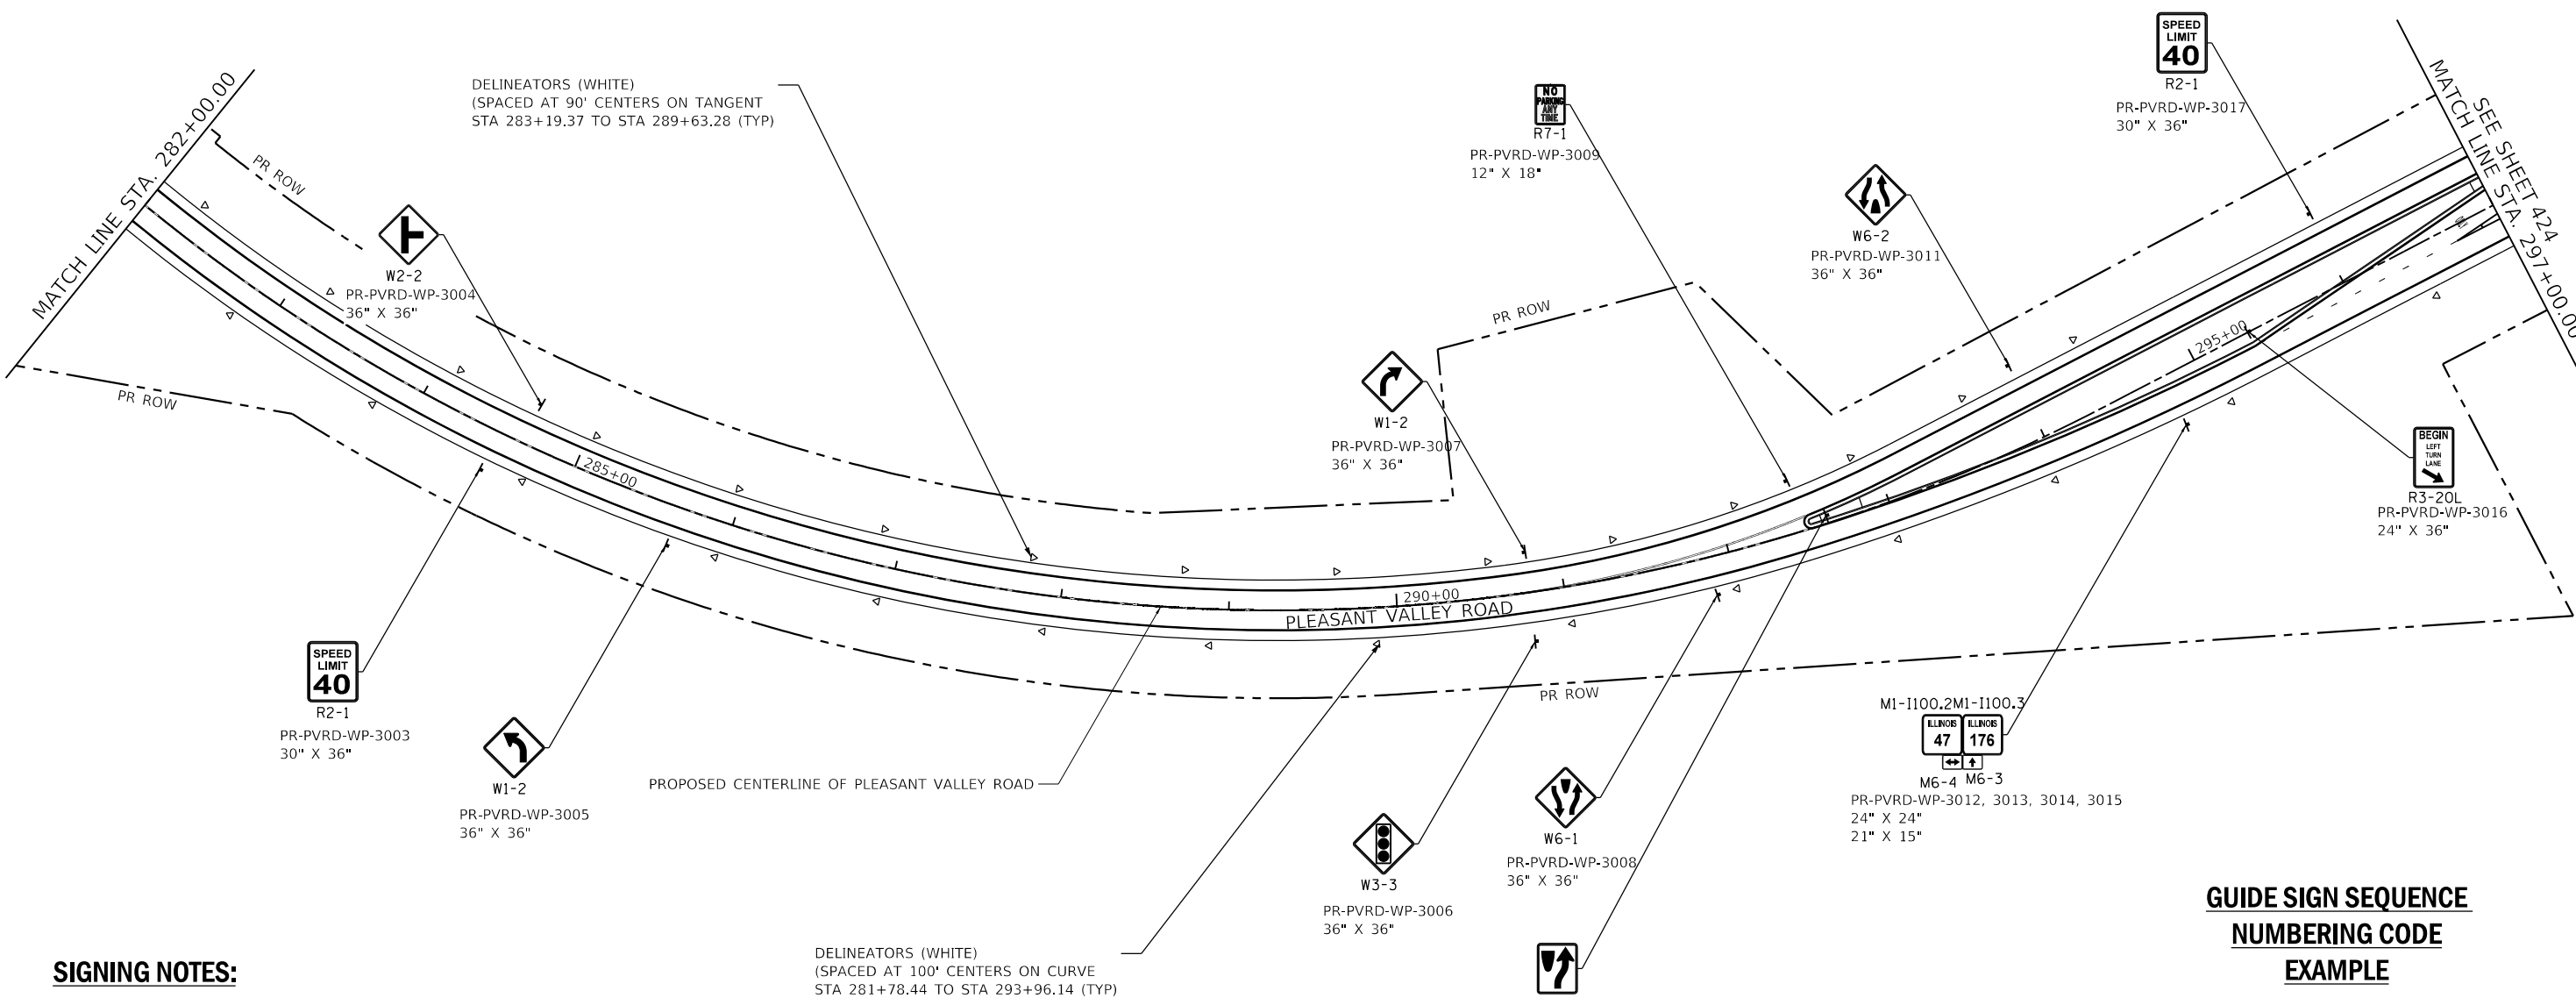 MATCH LINE STA. 282+00.00
PR ROW
PR ROW
DELINEATORS (WHITE)
(SPACED AT 90' CENTERS ON TANGENT
STA 283+19.37 TO STA 289+63.28 (TYP)
W2-2
PR-PVRD-WP-3004
36" X 36"
NO
PARKING
ANY
TIME
R7-1
PR-PVRD-WP-3009
12" X 18"
W6-2
PR-PVRD-WP-3011
36" X 36"
SPEED
LIMIT
40
R2-1
PR-PVRD-WP-3017
30" X 36"
SEE SHEET 424
MATCH LINE STA. 297+00.00
PR ROW
W1-2
PR-PVRD-WP-3007
36" X 36"
285+00
290+00
295+00
PLEASANT VALLEY ROAD
BEGIN
LEFT
TURN
LANE
R3-20L
PR-PVRD-WP-3016
24" X 36"
SPEED
LIMIT
40
R2-1
PR-PVRD-WP-3003
30" X 36"
W1-2
PR-PVRD-WP-3005
36" X 36"
PROPOSED CENTERLINE OF PLEASANT VALLEY ROAD
PR ROW
M1-I100.2 M1-I100.3
ILLINOIS
47
ILLINOIS
176
M6-4 M6-3
PR-PVRD-WP-3012, 3013, 3014, 3015
24" X 24"
21" X 15"
W6-1
PR-PVRD-WP-3008
36" X 36"
W3-3
PR-PVRD-WP-3006
36" X 36"
DELINEATORS (WHITE)
(SPACED AT 100' CENTERS ON CURVE
STA 281+78.44 TO STA 293+96.14 (TYP)
SIGNING NOTES:
GUIDE SIGN SEQUENCE
NUMBERING CODE
EXAMPLE